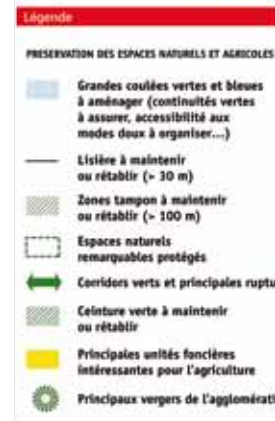 Légende
PRESERVATION DES ESPACES NATURELS ET AGRICOLES
Grandes coulées vertes et bleues
à aménager (continuités vertes
à assurer, accessibilité aux
modes doux à organiser...)
Lisière à maintenir
ou rétablir (> 30 m)
Zones tampon à maintenir
ou rétablir (> 100 m)
Espaces naturels
remarquables protégés
Corridors verts et principales ruptu
Ceinture verte à maintenir
ou rétablir
Principales unités foncières
intéressantes pour l'agriculture
Principaux vergers de l'agglomérati